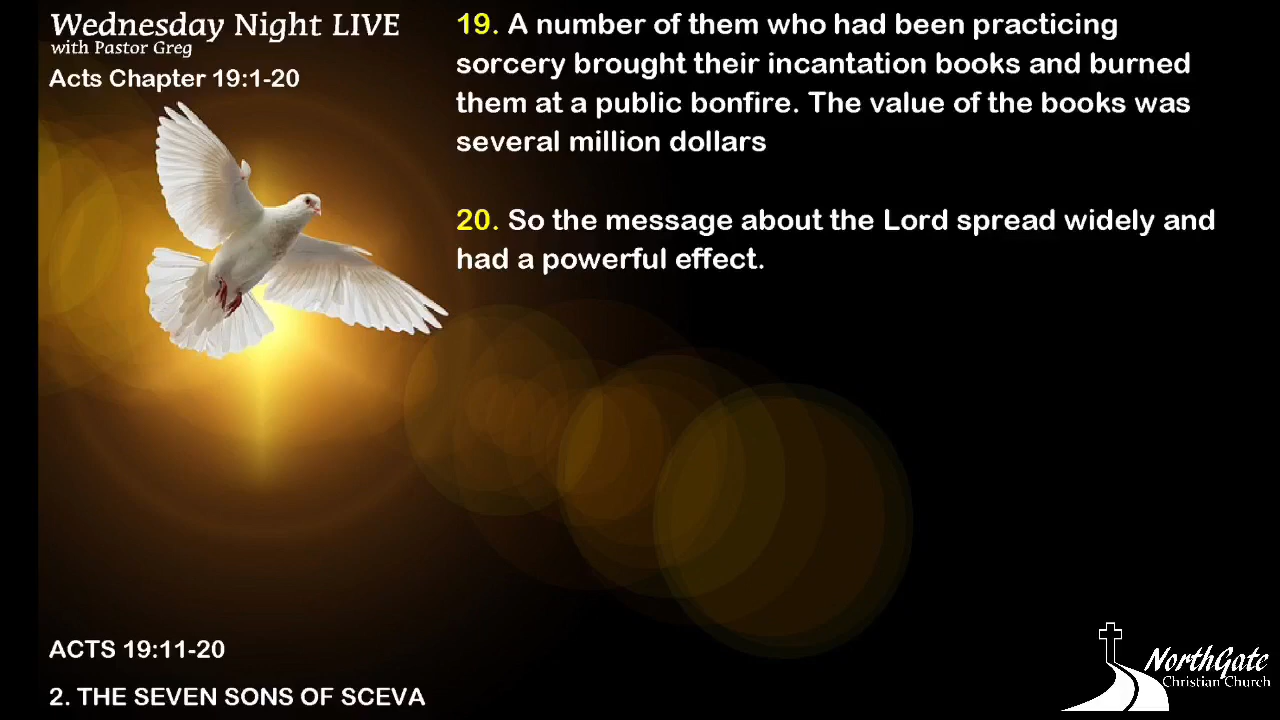 Wednesday Night LIVE
with Pastor Greg
Acts Chapter 19:1-20
19. A number of them who had been practicing
sorcery brought their incantation books and burned
them at a public bonfire. The value of the books was
several million dollars
20. So the message about the Lord spread widely and
had a powerful effect.
ACTS 19:11-20
2. THE SEVEN SONS OF SCEVA
NorthGate
Christian Church